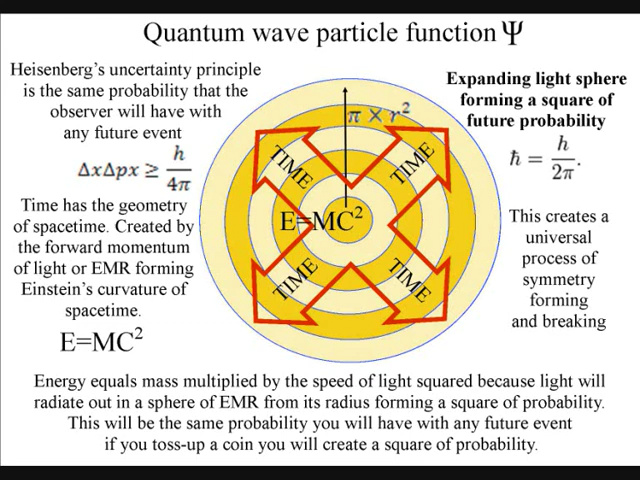 Quantum wave particle function Ψ
Heisenberg's uncertainty principle
is the same probability that the
observer will have with
any future event
ΔxΔpx ≥ h/4π
Time has the geometry
of spacetime. Created by
the forward momentum
of light or EMR forming
Einstein's curvature of
spacetime.
E=MC²
π × r²
TIME
TIME
E=MC²
TIME
TIME
Expanding light sphere
forming a square of
future probability
ħ = h/2π.
This creates a
universal
process of
symmetry
forming
and breaking
Energy equals mass multiplied by the speed of light squared because light will
radiate out in a sphere of EMR from its radius forming a square of probability.
This will be the same probability you will have with any future event
if you toss-up a coin you will create a square of probability.